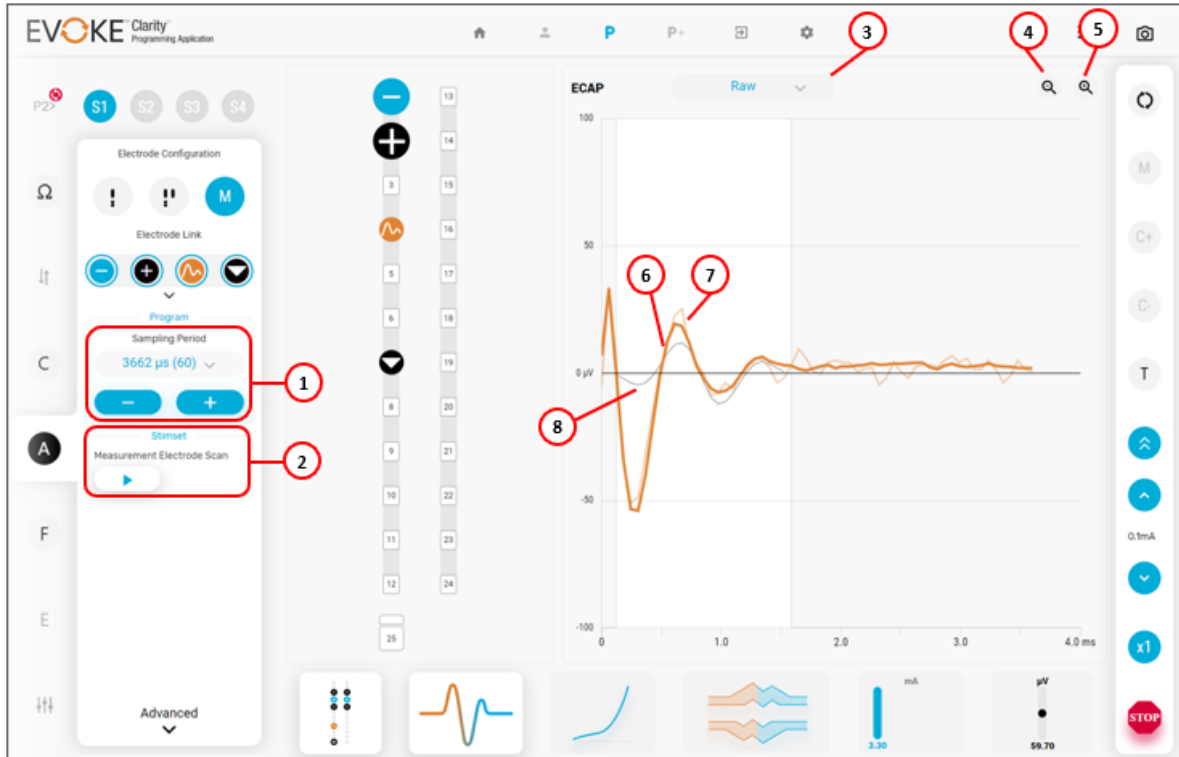 EVOKE Clarity™
Programming Application
P
P+
3
4
5
P2>
S1
S2
S3
S4
Electrode Configuration
M
Electrode Link
Program
Sampling Period
3662 µs (60)
1
Stimset
Measurement Electrode Scan
2
Advanced
Ω
C
A
F
E
13
14
3
15
16
5
17
6
18
19
8
20
9
21
10
22
11
23
12
24
25
ECAP
Raw
100
50
0 µV
-50
-100
0
1.0
2.0
3.0
4.0 ms
6
7
8
mA
3.30
µV
59.70
M
C+
C-
T
0.1mA
x1
STOP